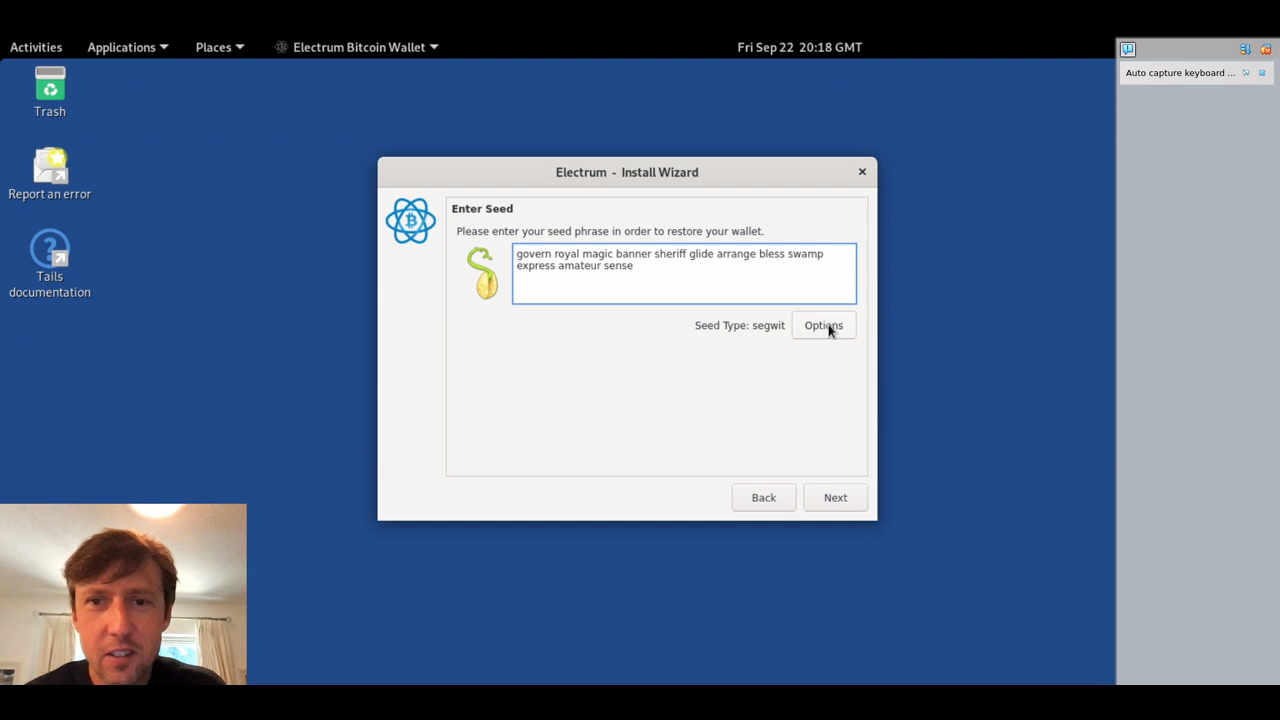 Activities Applications Places Electrum Bitcoin Wallet Fri Sep 22 20:18 GMT
Auto capture keyboard ...
Trash
Report an error
Tails
documentation
Electrum - Install Wizard
Enter Seed
Please enter your seed phrase in order to restore your wallet.
govern royal magic banner sheriff glide arrange bless swamp
express amateur sense
Seed Type: segwit Options
Back Next